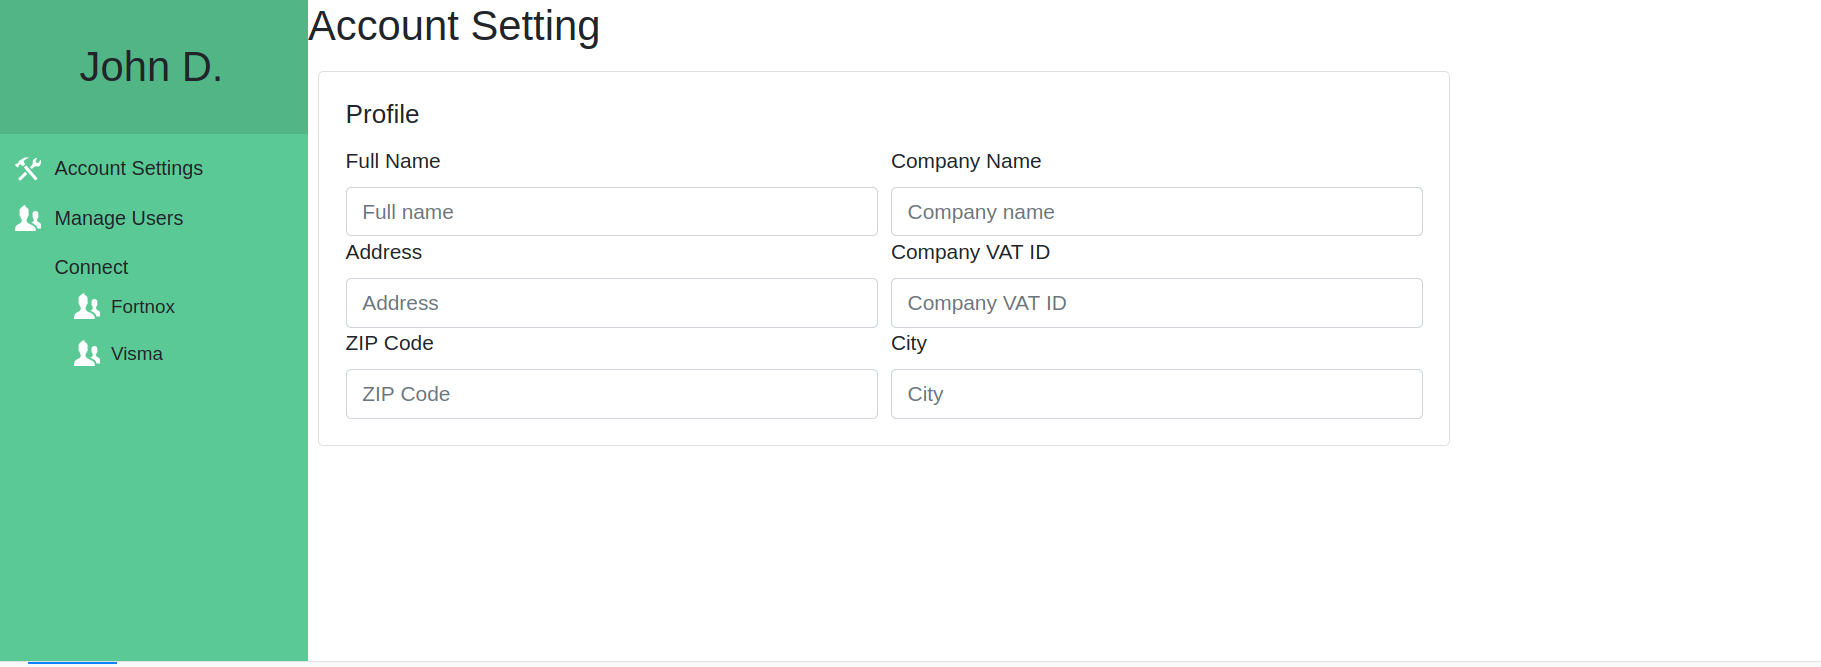 John D.
Account Settings
Manage Users
Connect
Fortnox
Visma
Account Setting
Profile
Full Name
Company Name
Full name
Company name
Address
Company VAT ID
Address
Company VAT ID
ZIP Code
City
ZIP Code
City